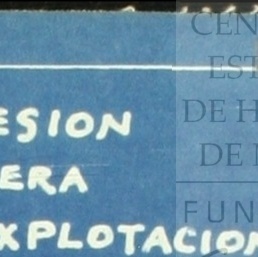 ESION
ERA
XPLOTACION
CEN
EST
DE H
DE
FUN